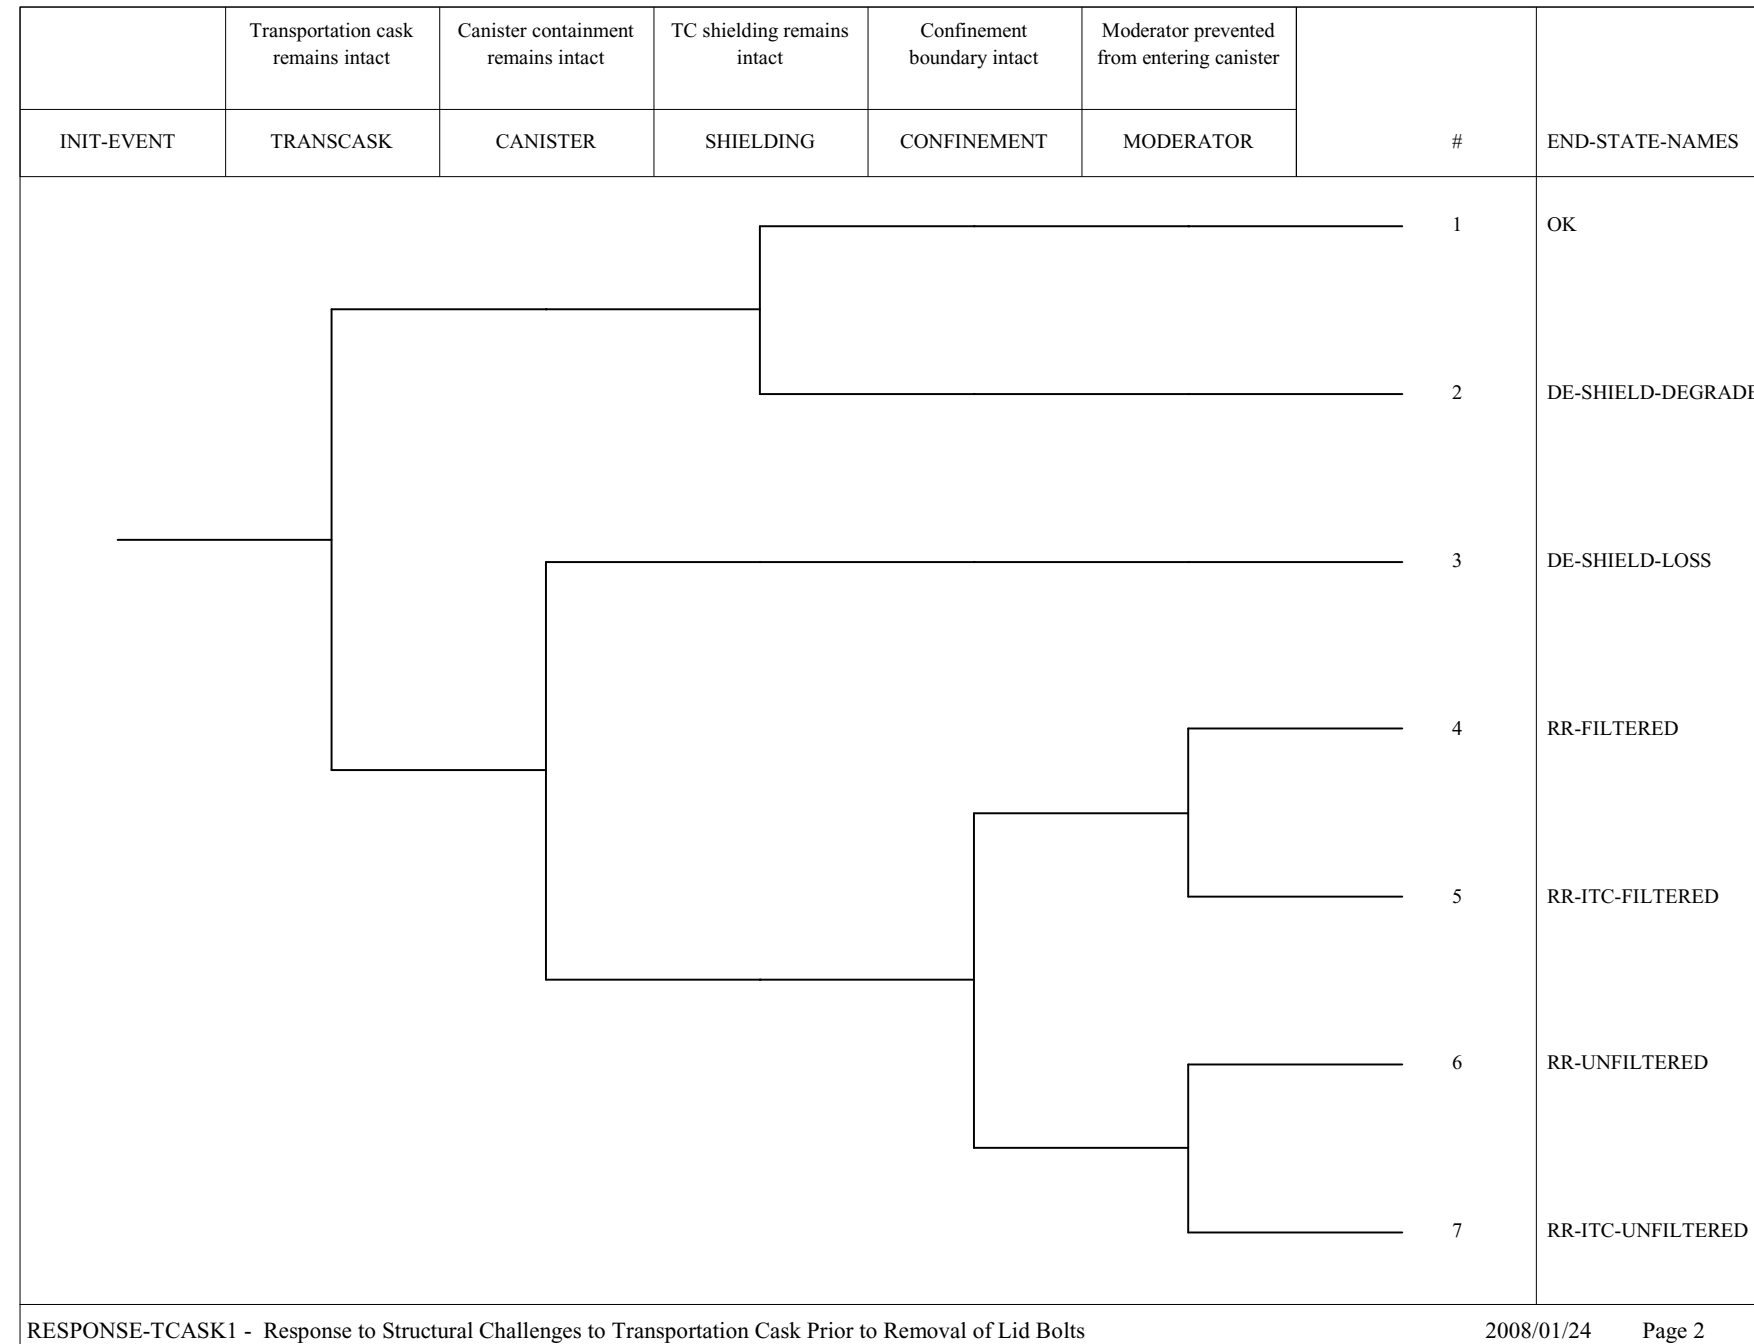 Transportation cask
remains intact
Canister containment
remains intact
TC shielding remains
intact
Confinement
boundary intact
Moderator prevented
from entering canister
INIT-EVENT TRANSCASK CANISTER SHIELDING CONFINEMENT MODERATOR # END-STATE-NAMES
1 OK
2 DE-SHIELD-DEGRADE
3 DE-SHIELD-LOSS
4 RR-FILTERED
5 RR-ITC-FILTERED
6 RR-UNFILTERED
7 RR-ITC-UNFILTERED
RESPONSE-TCASK1 - Response to Structural Challenges to Transportation Cask Prior to Removal of Lid Bolts 2008/01/24 Page 2